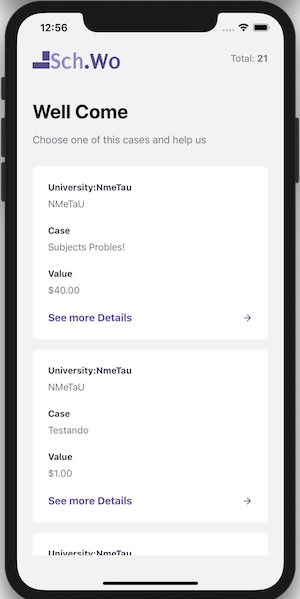 12:56
Sch.Wo
Total: 21
Well Come
Choose one of this cases and help us
University:NmeTau
NMeTaU
Case
Subjects Probles!
Value
$40.00
See more Details
University:NmeTau
NMeTaU
Case
Testando
Value
$1.00
See more Details
University:NmeTau